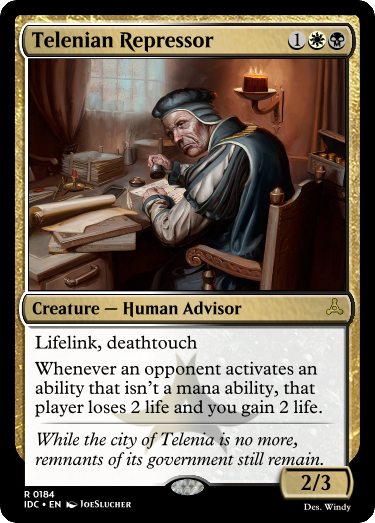 Telenian Repressor 1
Creature — Human Advisor
Lifelink, deathtouch
Whenever an opponent activates an
ability that isn't a mana ability, that
player loses 2 life and you gain 2 life.
While the city of Telenia is no more,
remnants of its government still remain.
2/3
R 0184
IDC • EN JOESLUCHER
Des. Windy